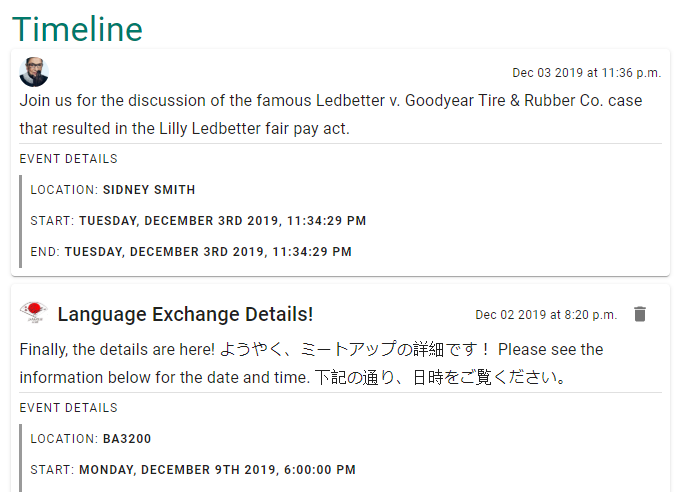 Timeline
Dec 03 2019 at 11:36 p.m.
Join us for the discussion of the famous Ledbetter v. Goodyear Tire & Rubber Co. case
that resulted in the Lilly Ledbetter fair pay act.
EVENT DETAILS
LOCATION: SIDNEY SMITH
START: TUESDAY, DECEMBER 3RD 2019, 11:34:29 PM
END: TUESDAY, DECEMBER 3RD 2019, 11:34:29 PM
Language Exchange Details!
Dec 02 2019 at 8:20 p.m.
Finally, the details are here! ようやく、ミートアップの詳細です！ Please see the
information below for the date and time. 下記の通り、日時をご覧ください。
EVENT DETAILS
LOCATION: BA3200
START: MONDAY, DECEMBER 9TH 2019, 6:00:00 PM